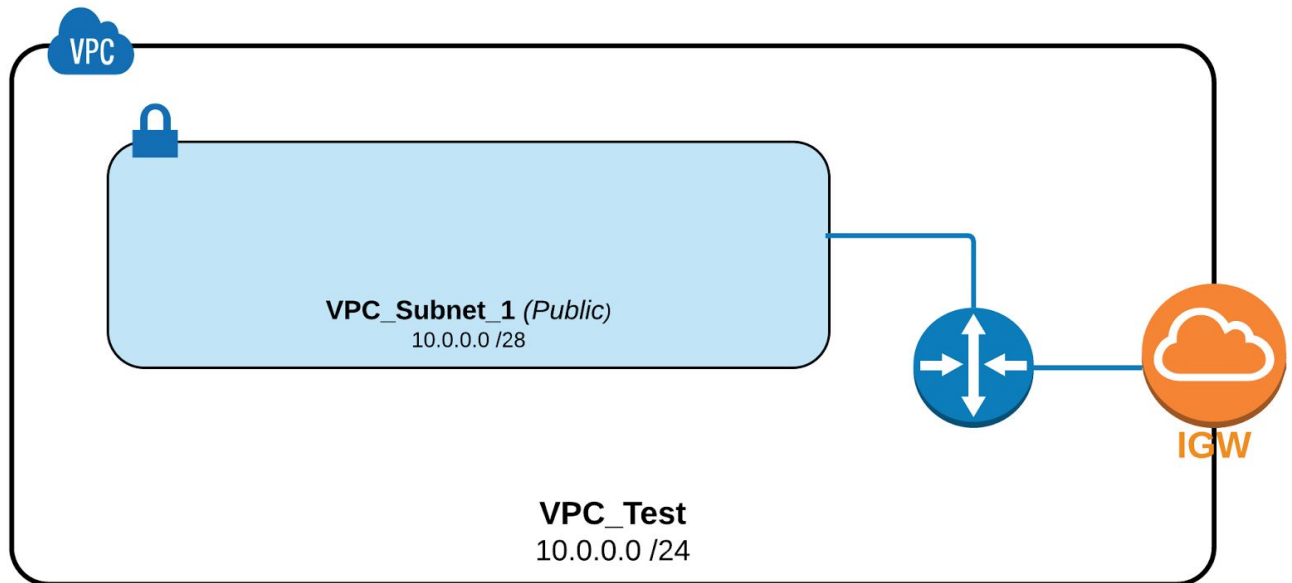 VPC
VPC_Subnet_1 (Public)
10.0.0.0 /28
IGW
VPC_Test
10.0.0.0 /24